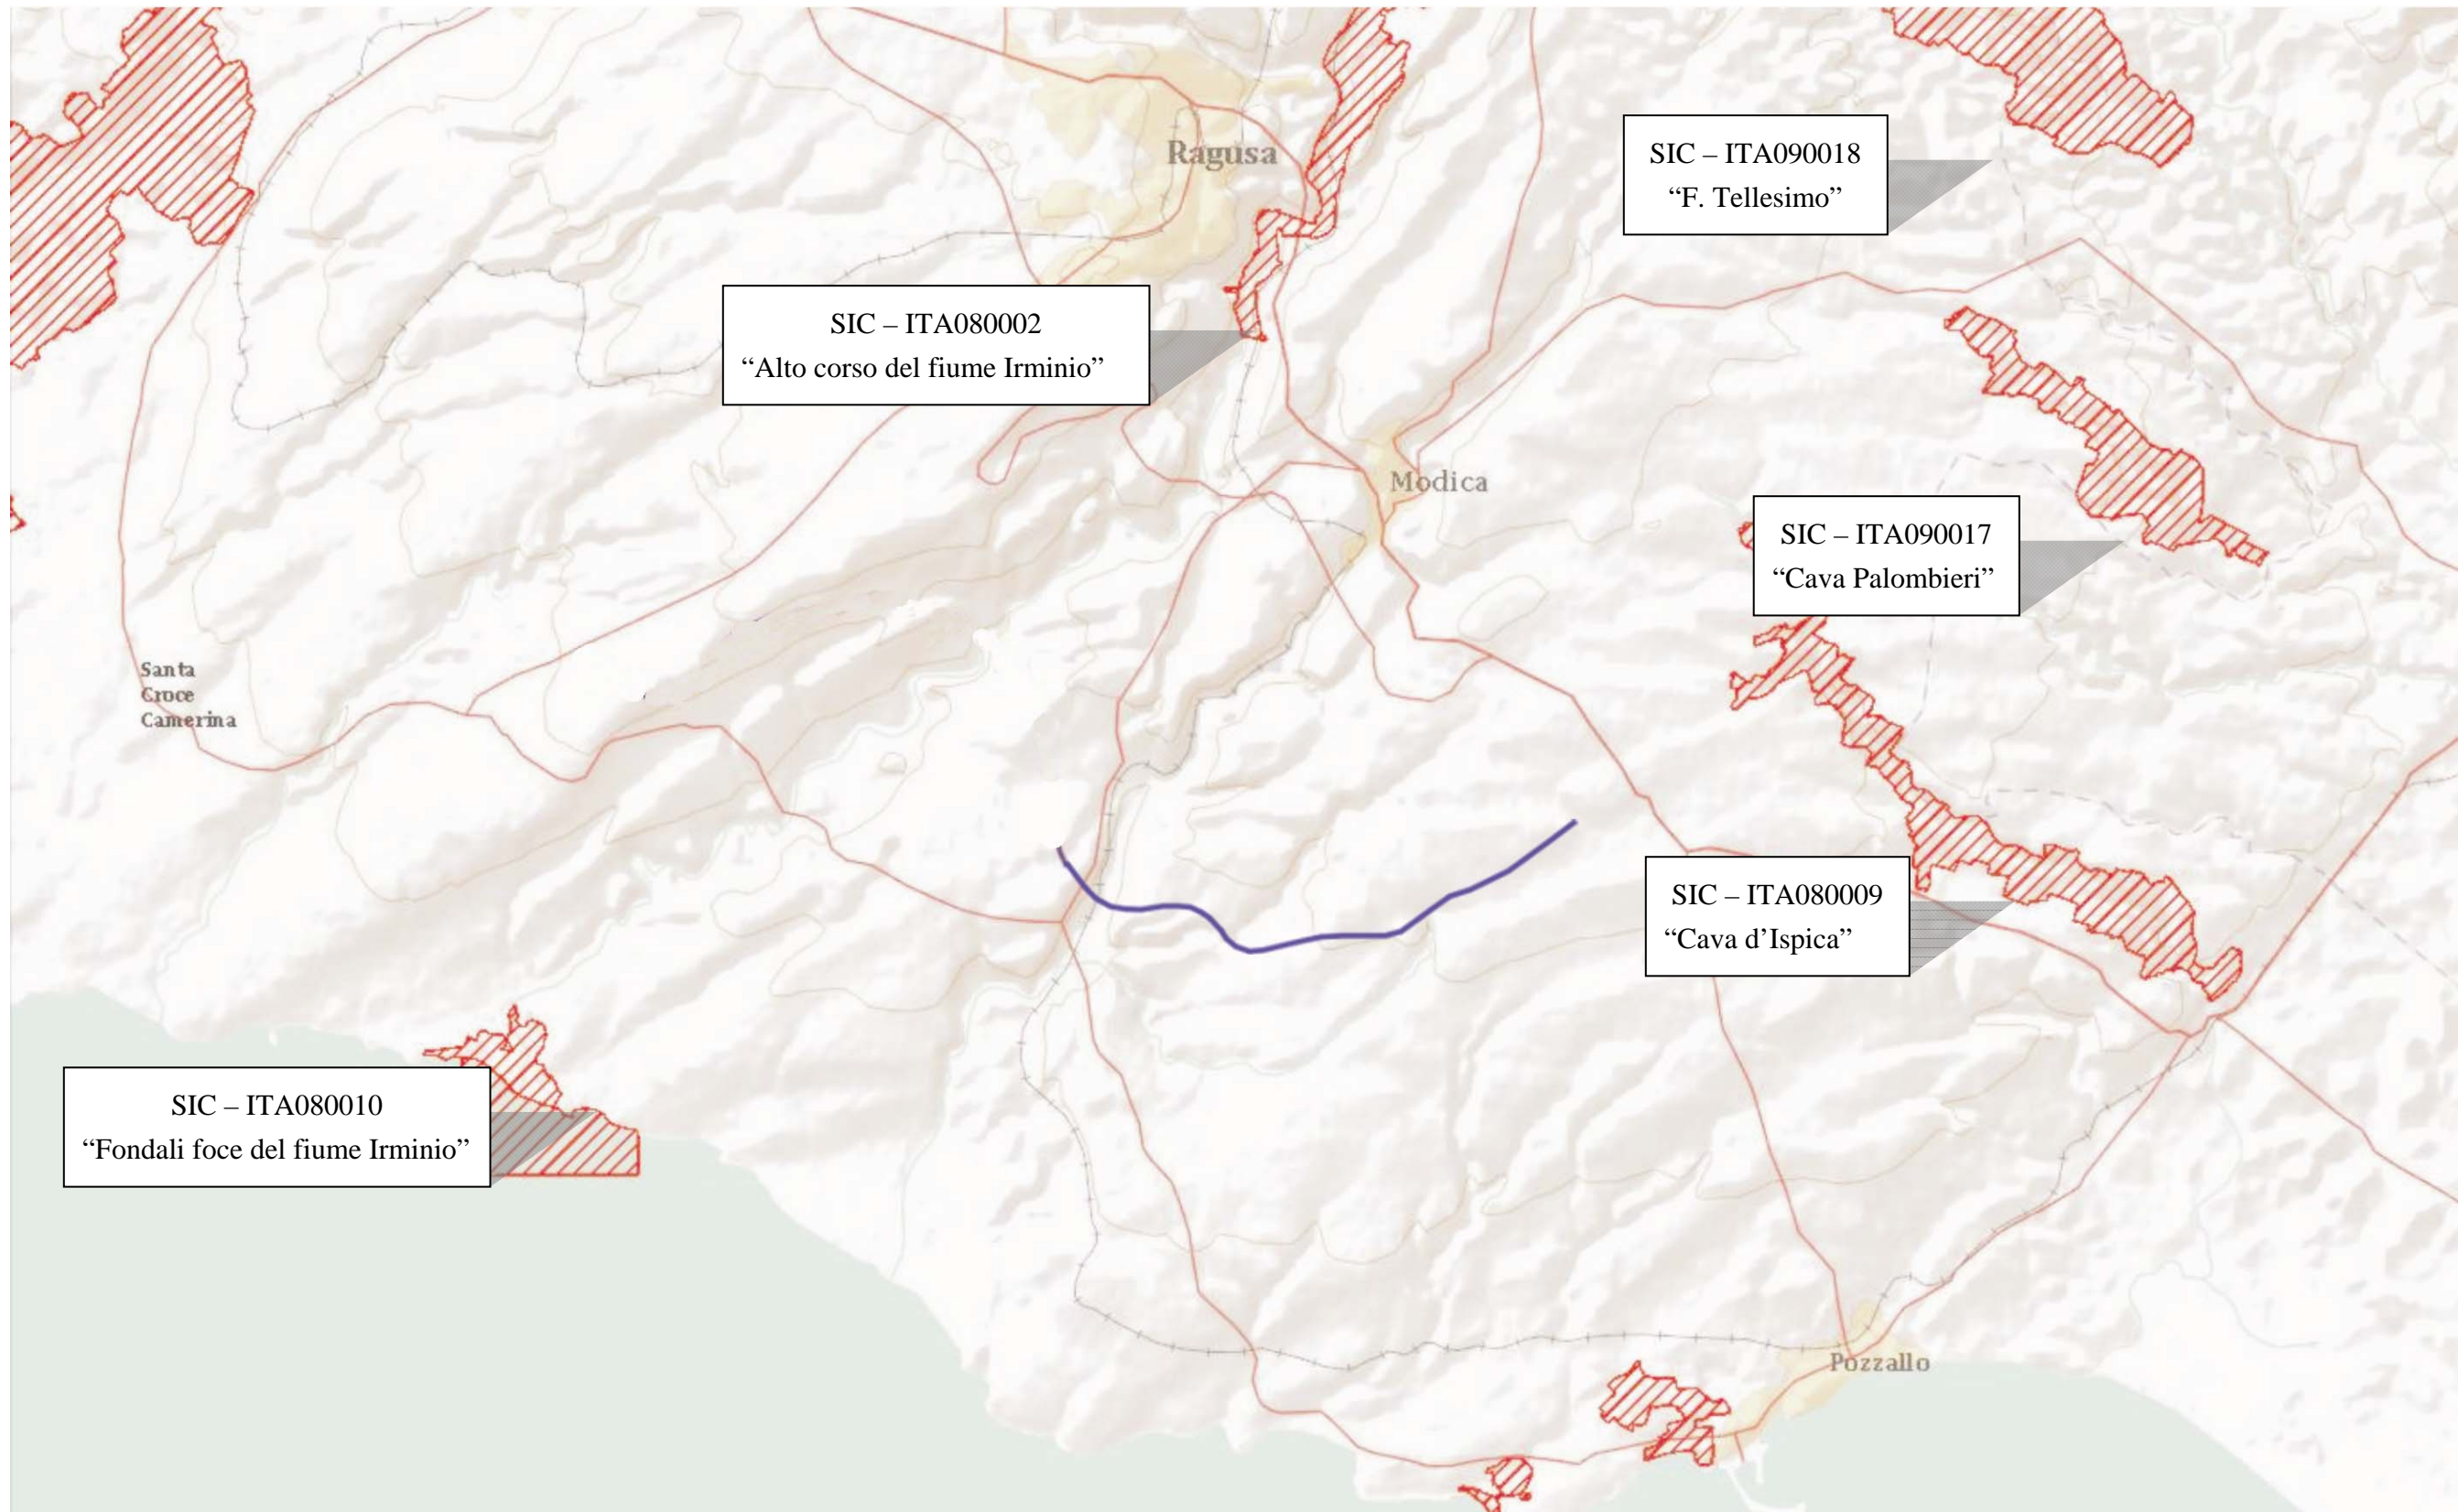 Ragusa
SIC – ITA090018
“F. Tellesimo”
SIC – ITA080002
“Alto corso del fiume Irminio”
Modica
SIC – ITA090017
“Cava Palombieri”
Santa
Croce
Camerina
SIC – ITA080009
“Cava d’Ispica”
SIC – ITA080010
“Fondali foce del fiume Irminio”
Pozzallo